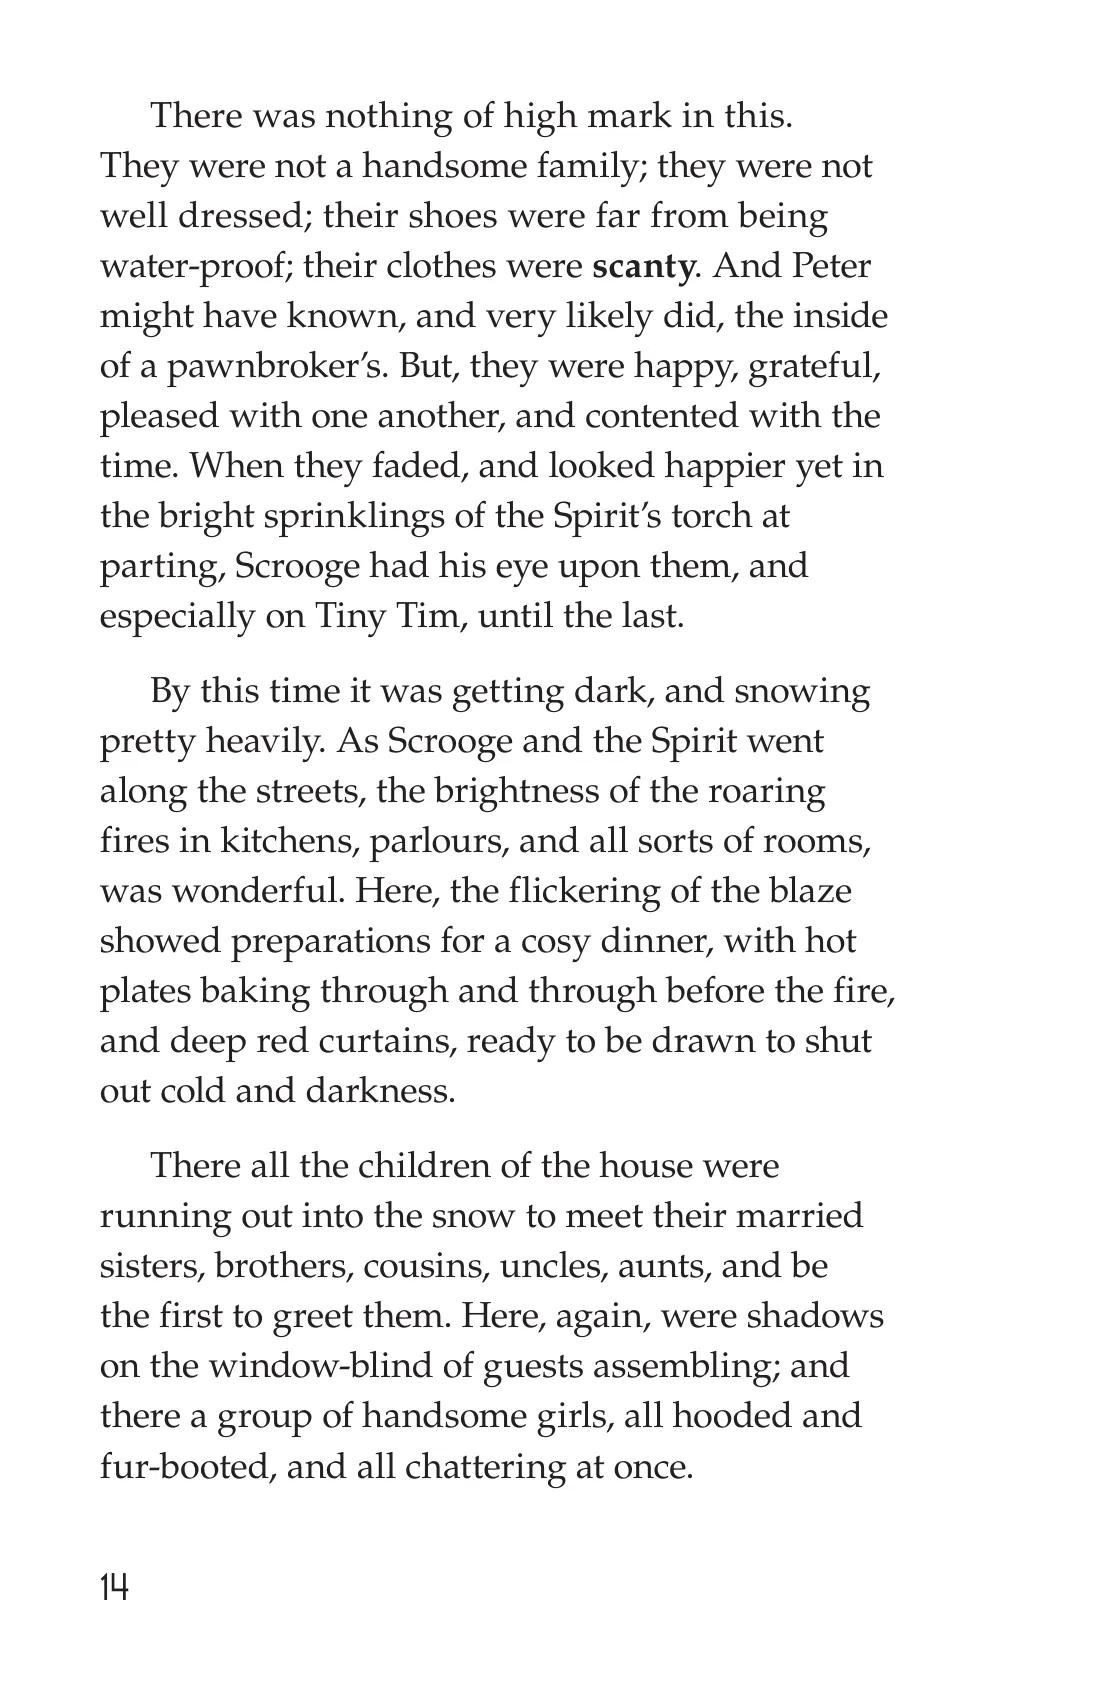 There was nothing of high mark in this.
They were not a handsome family; they were not
well dressed; their shoes were far from being
water-proof; their clothes were scanty. And Peter
might have known, and very likely did, the inside
of a pawnbroker’s. But, they were happy, grateful,
pleased with one another, and contented with the
time. When they faded, and looked happier yet in
the bright sprinklings of the Spirit’s torch at
parting, Scrooge had his eye upon them, and
especially on Tiny Tim, until the last.
By this time it was getting dark, and snowing
pretty heavily. As Scrooge and the Spirit went
along the streets, the brightness of the roaring
fires in kitchens, parlours, and all sorts of rooms,
was wonderful. Here, the flickering of the blaze
showed preparations for a cosy dinner, with hot
plates baking through and through before the fire,
and deep red curtains, ready to be drawn to shut
out cold and darkness.
There all the children of the house were
running out into the snow to meet their married
sisters, brothers, cousins, uncles, aunts, and be
the first to greet them. Here, again, were shadows
on the window-blind of guests assembling; and
there a group of handsome girls, all hooded and
fur-booted, and all chattering at once.
14